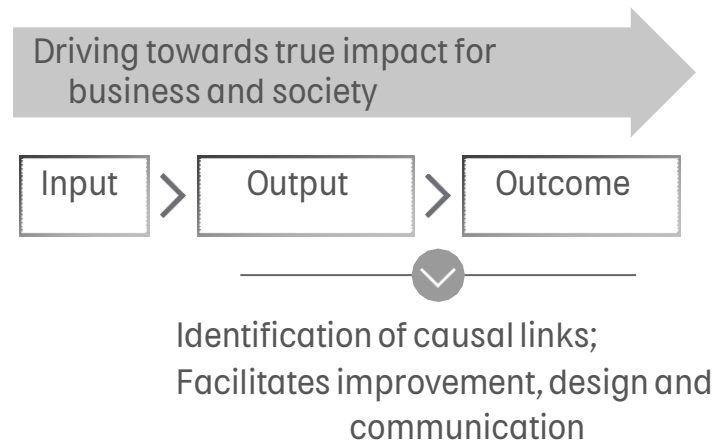 Driving towards true impact for
business and society
Input
Output
Outcome
Identification of causal links;
Facilitates improvement, design and
communication